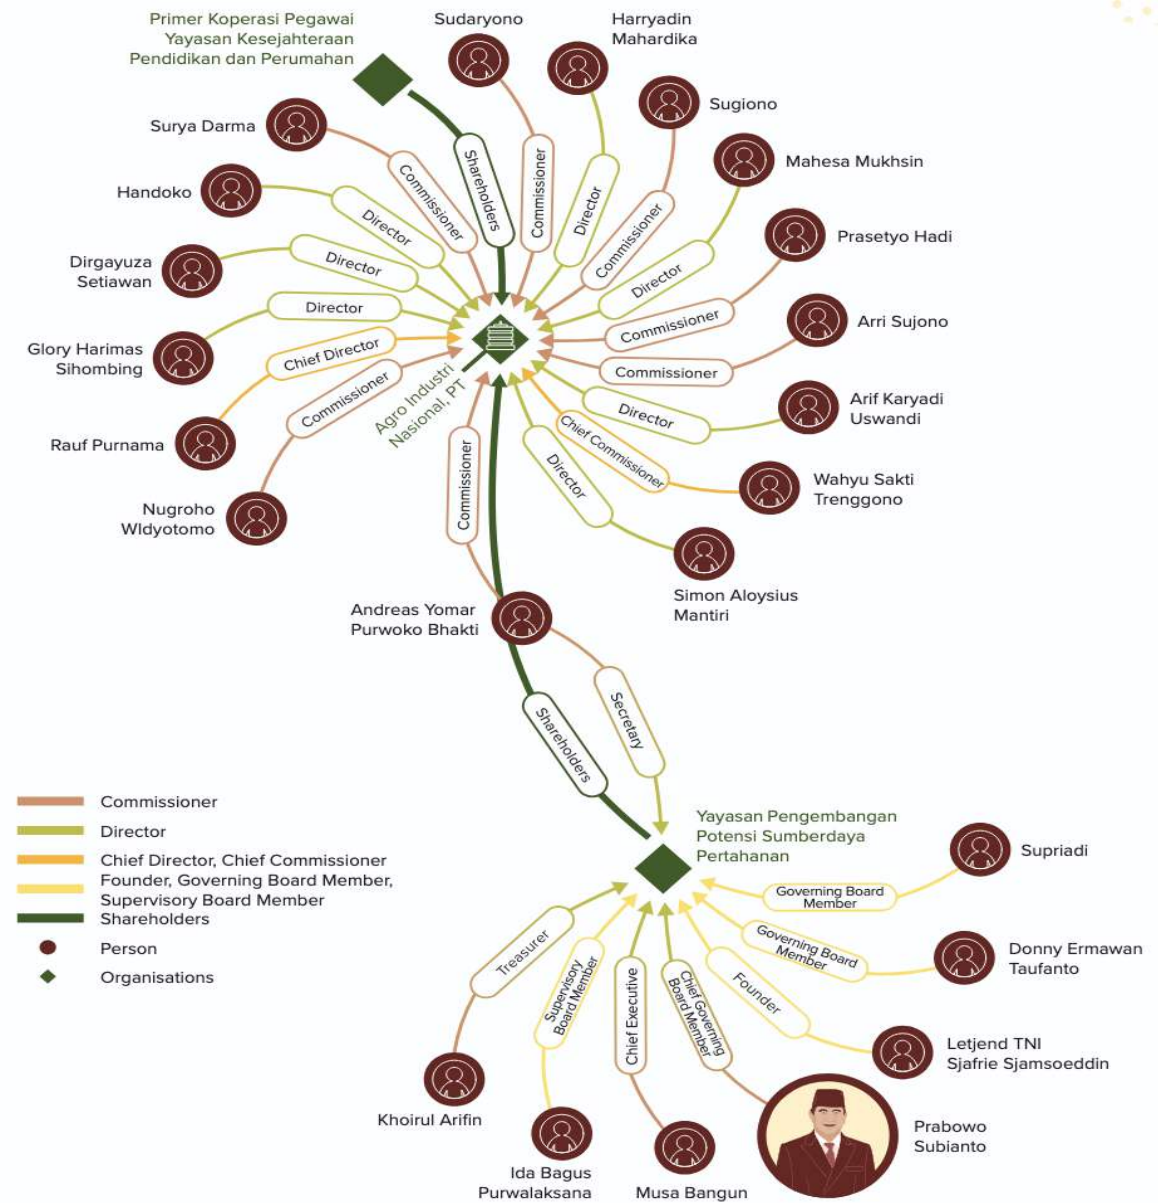 Primer Koperasi Pegawai
Yayasan Kesejahteraan
Pendidikan dan Perumahan
Sudaryono
Harryadin
Mahardika
Sugiono
Mahesa Mukhsin
Prasetyo Hadi
Arri Sujono
Arif Karyadi
Uswandi
Wahyu Sakti
Trenggono
Simon Aloysius
Mantiri
Surya Darma
Handoko
Dirgayuza
Setiawan
Glory Harimas
Sihombing
Rauf Purnama
Nugroho
WIdyotomo
Commissioner
Shareholders
Commissioner
Director
Commissioner
Director
Commissioner
Commissioner
Director
Chief Commissioner
Director
Director
Director
Director
Chief Director
Commissioner
Commissioner
Agro Industri
Nasional, PT
Andreas Yomar
Purwoko Bhakti
Shareholders
Secretary
Commissioner
Director
Chief Director, Chief Commissioner
Founder, Governing Board Member,
Supervisory Board Member
Shareholders
Person
Organisations
Yayasan Pengembangan
Potensi Sumberdaya
Pertahanan
Governing Board
Member
Supriadi
Governing Board
Member
Donny Ermawan
Taufanto
Founder
Letjend TNI
Sjafrie Sjamsoeddin
Chief Governing
Board Member
Prabowo
Subianto
Chief Executive
Musa Bangun
Supervisory
Board Member
Ida Bagus
Purwalaksana
Treasurer
Khoirul Arifin